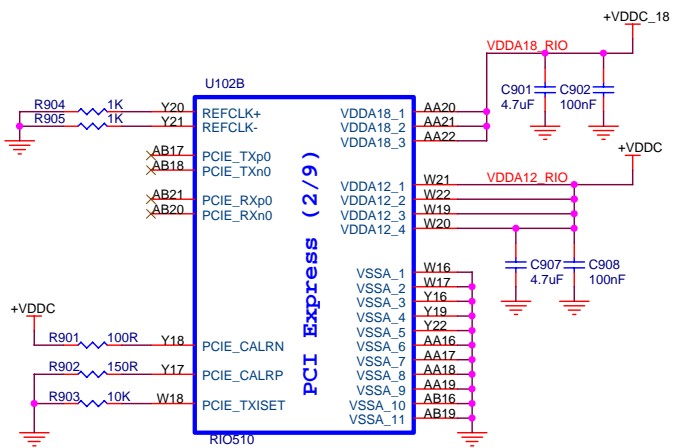 +VDDC_18
VDDA18_RIO
U102B
C901
4.7uF
C902
100nF
R904 1K Y20 REFCLK+
R905 1K Y21 REFCLK-
AB17 PCIE_TXp0
AB18 PCIE_TXn0
AB21 PCIE_RXp0
AB20 PCIE_RXn0
VDDA18_1 AA20
VDDA18_2 AA21
VDDA18_3 AA22
+VDDC
VDDA12_RIO
VDDA12_1 W21
VDDA12_2 W22
VDDA12_3 W19
VDDA12_4 W20
C907
4.7uF
C908
100nF
PCI Express (2/9)
VSSA_1 W16
VSSA_2 W17
VSSA_3 Y16
VSSA_4 Y19
VSSA_5 Y22
VSSA_6 AA16
VSSA_7 AA17
VSSA_8 AA18
VSSA_9 AA19
VSSA_10 AB16
VSSA_11 AB19
+VDDC
R901 100R Y18 PCIE_CALRN
R902 150R Y17 PCIE_CALRP
R903 10K W18 PCIE_TXISET
RIO510